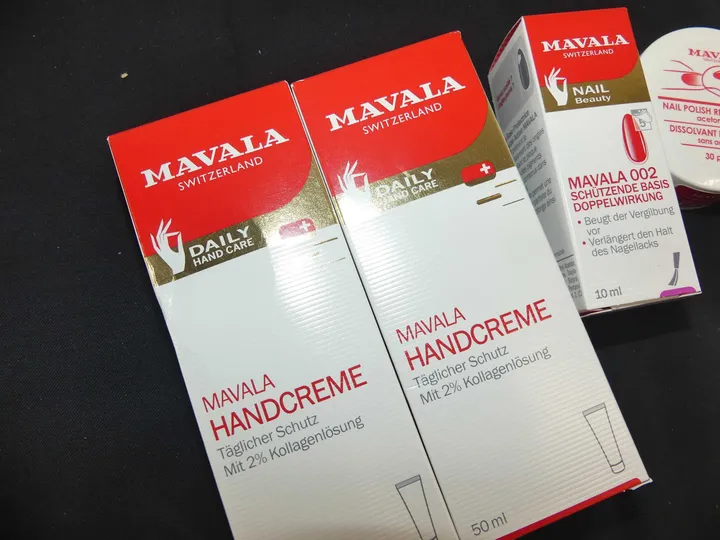 MAVALA
SWITZERLAND
DAILY
HAND CARE
MAVALA
HANDCREME
Täglicher Schutz
Mit 2% Kollagenlösung
MAVALA
SWITZERLAND
DAILY
HAND CARE
MAVALA
HANDCREME
Täglicher Schutz
Mit 2% Kollagenlösung
50 ml
MAVALA
SWITZERLAND
NAIL
Beauty
MAVALA 002
SCHÜTZENDE BASIS
DOPPELWIRKUNG
• Beugt der Vergilbung
vor
• Verlängert den Halt
des Nagellacks
10 ml
MAVALA
NAIL POLISH
DISSOLVANT
30